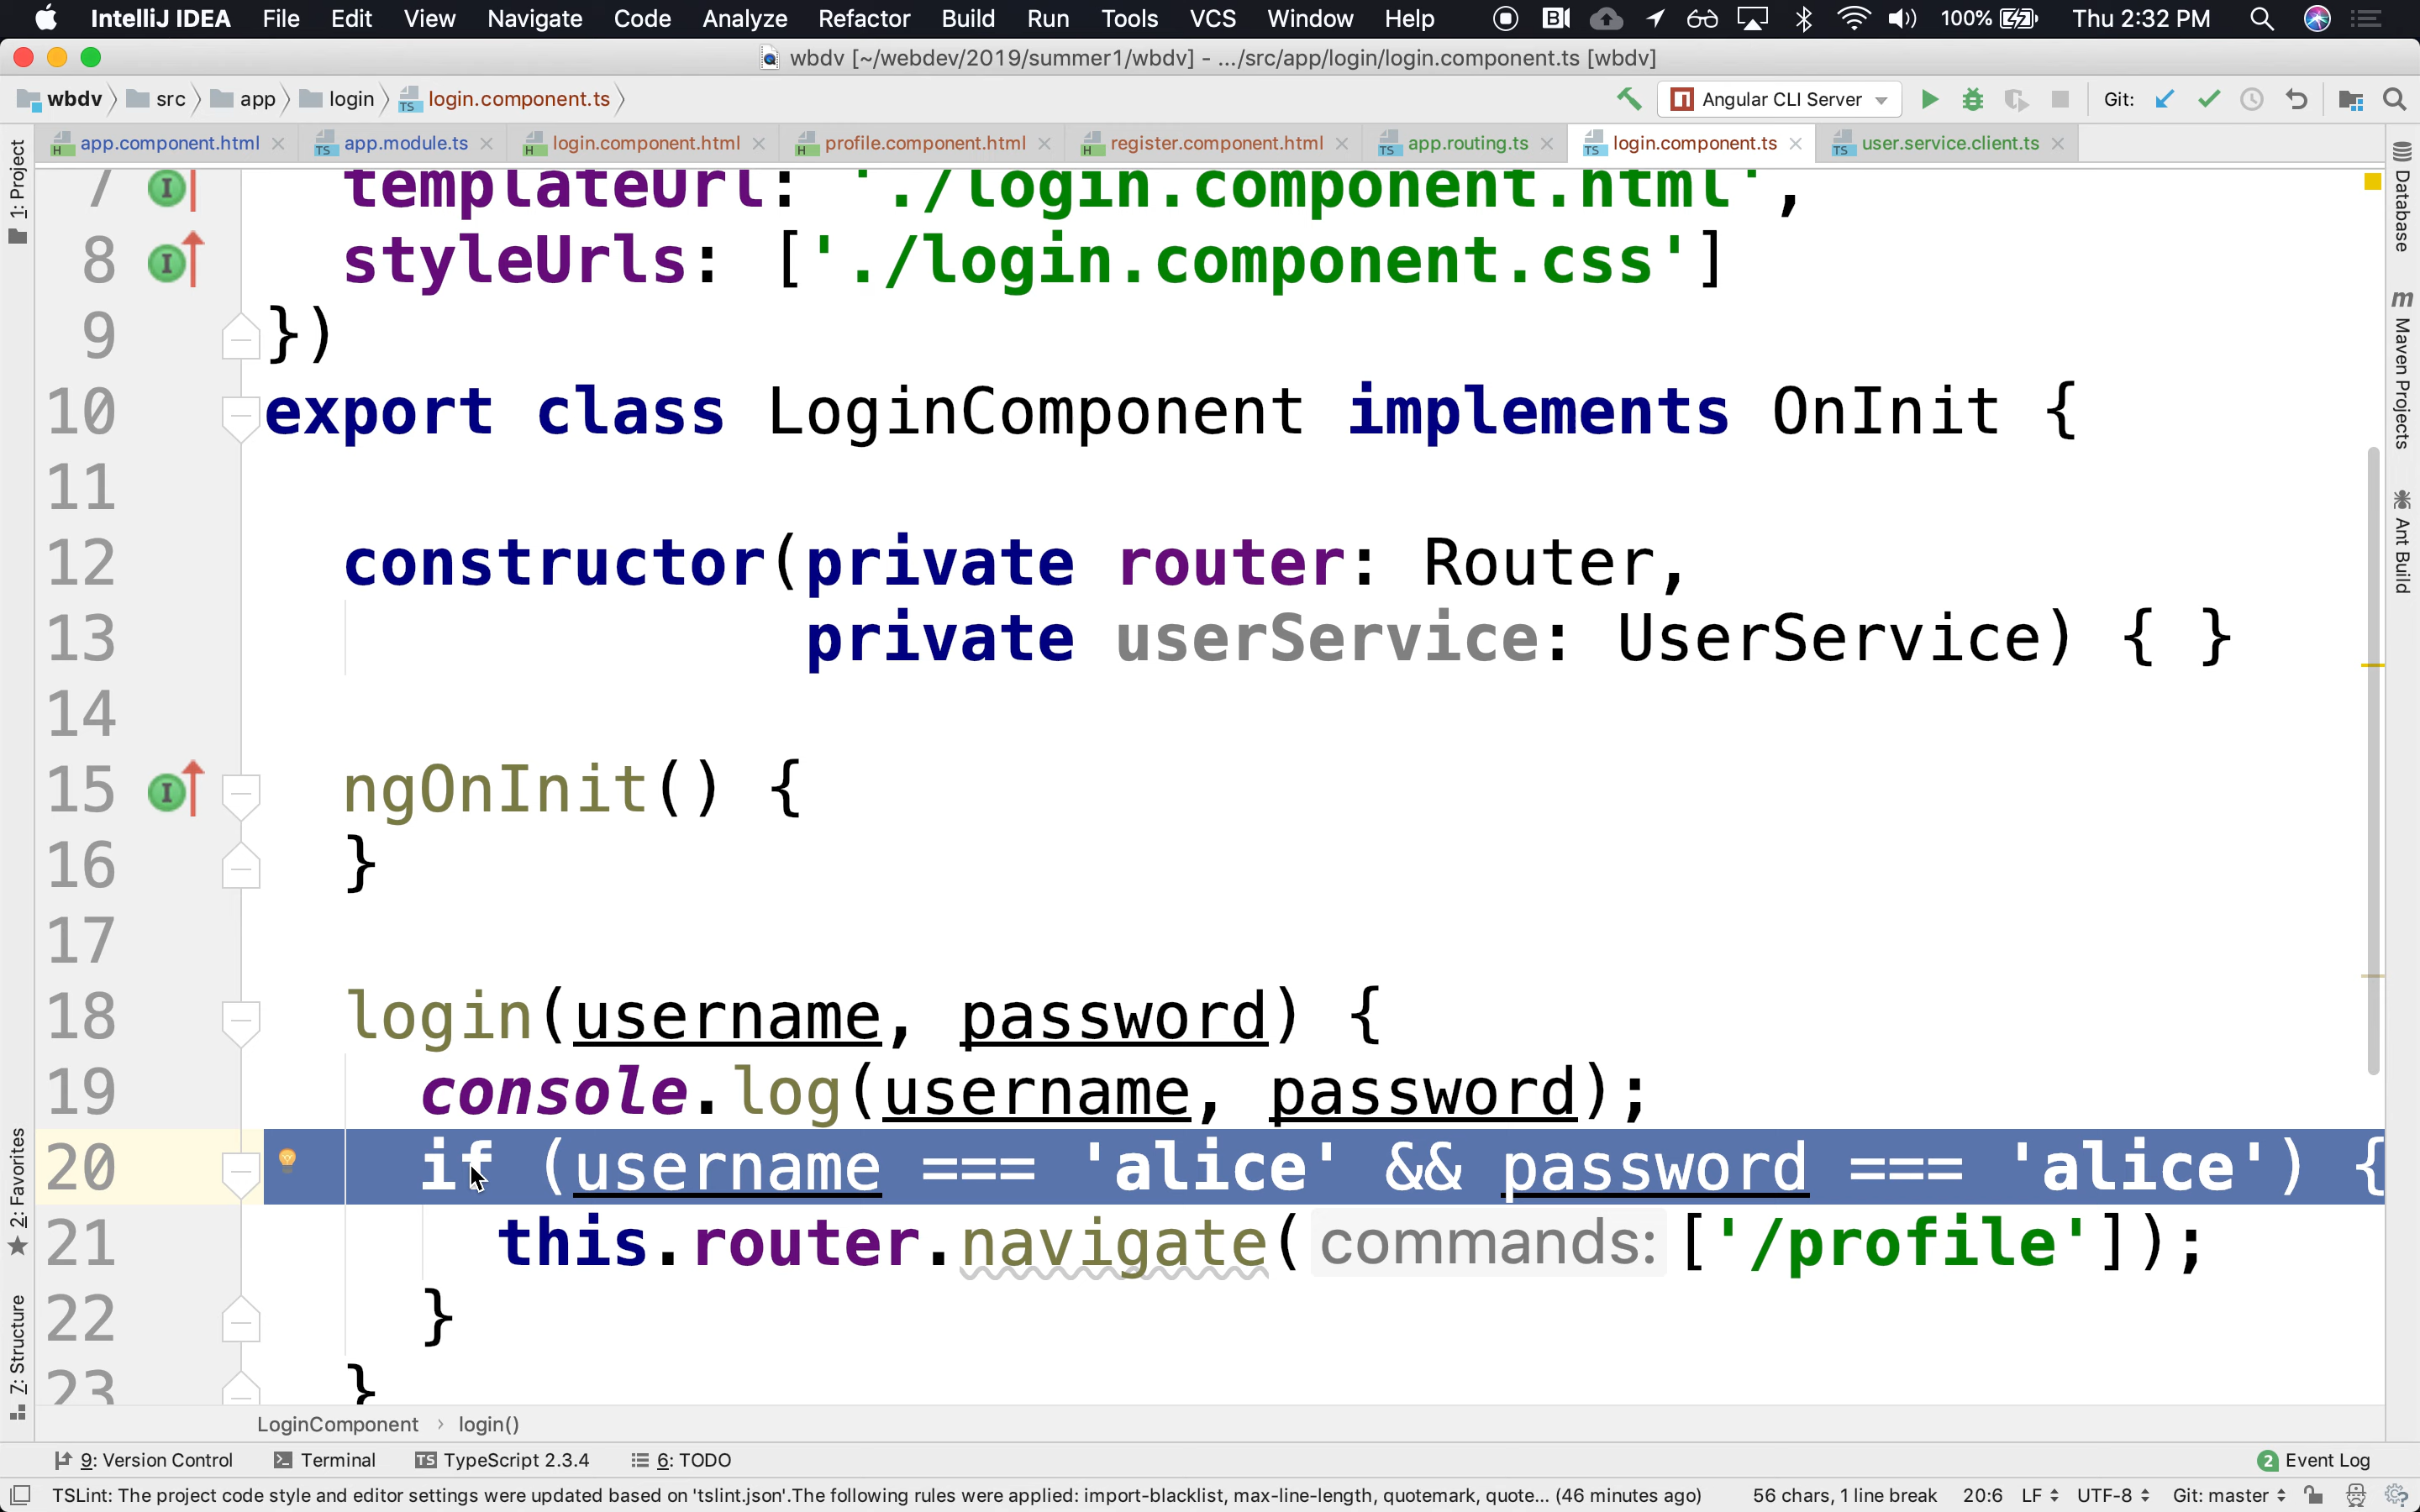 IntelliJ IDEA File Edit View Navigate Code Analyze Refactor Build Run Tools VCS Window Help 100% Thu 2:32 PM
wbdv [~/webdev/2019/summer1/wbdv] - .../src/app/login/login.component.ts [wbdv]
wbdv src app login login.component.ts Angular CLI Server Git:
app.component.html app.module.ts login.component.html profile.component.html register.component.html app.routing.ts login.component.ts user.service.client.ts
1: Project
2: Favorites
Z: Structure
Database
Maven Projects
Ant Build
7 templateUrl: './login.component.html',
8 styleUrls: ['./login.component.css']
9 })
10 export class LoginComponent implements OnInit {
11
12 constructor(private router: Router,
13 private userService: UserService) { }
14
15 ngOnInit() {
16 }
17
18 login(username, password) {
19 console.log(username, password);
20 if (username === 'alice' && password === 'alice') {
21 this.router.navigate( commands: ['/profile']);
22 }
23 }
LoginComponent › login()
9: Version Control Terminal TypeScript 2.3.4 6: TODO 2 Event Log
TSLint: The project code style and editor settings were updated based on 'tslint.json'.The following rules were applied: import-blacklist, max-line-length, quotemark, quote... (46 minutes ago) 56 chars, 1 line break 20:6 LF UTF-8 Git: master